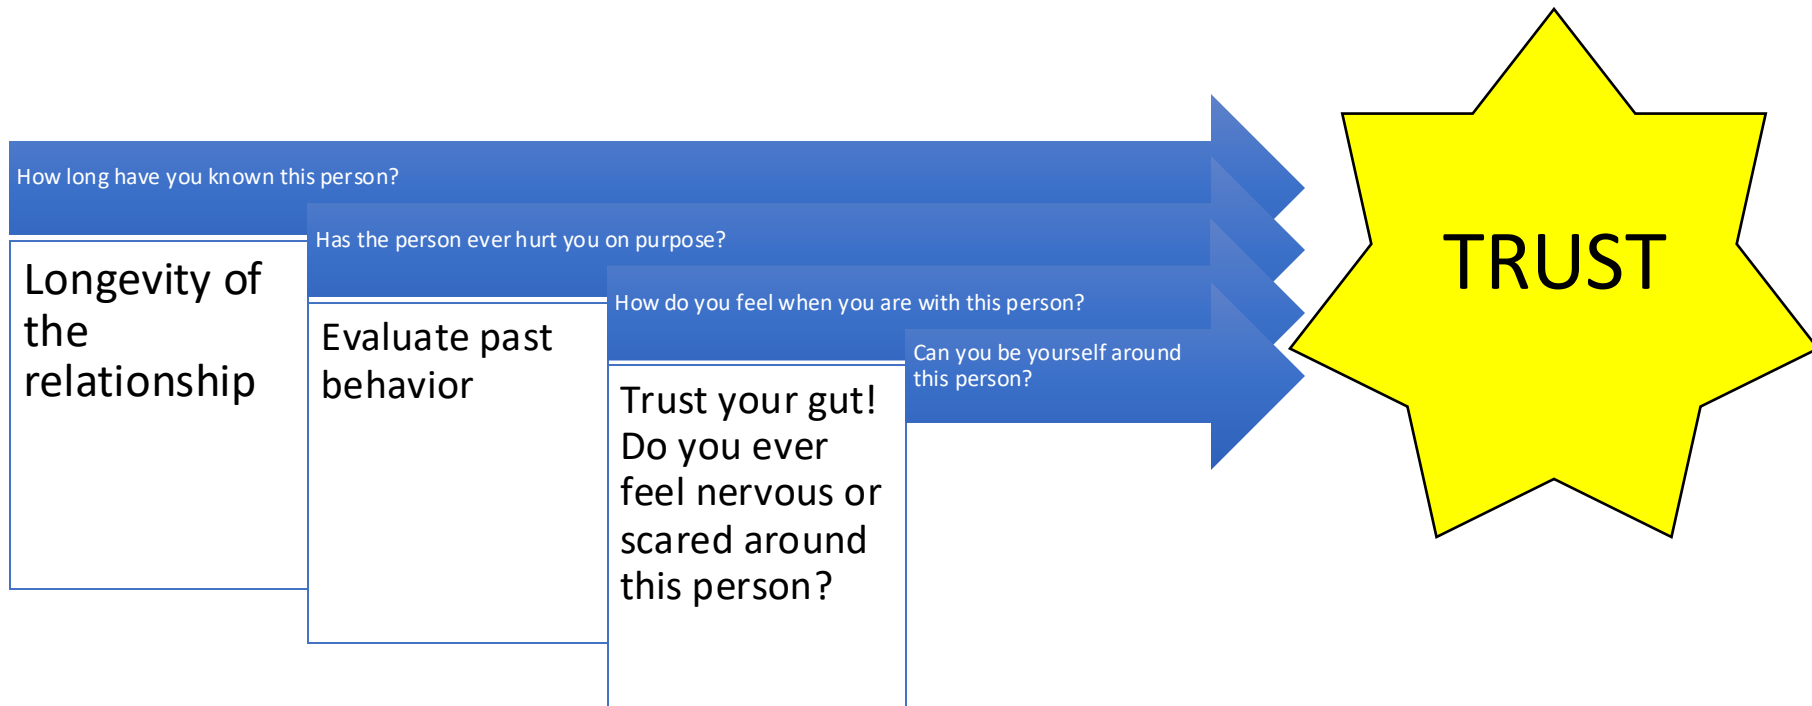 How long have you known this person?
Longevity of
the
relationship
Has the person ever hurt you on purpose?
Evaluate past
behavior
How do you feel when you are with this person?
Trust your gut!
Do you ever
feel nervous or
scared around
this person?
Can you be yourself around
this person?
TRUST